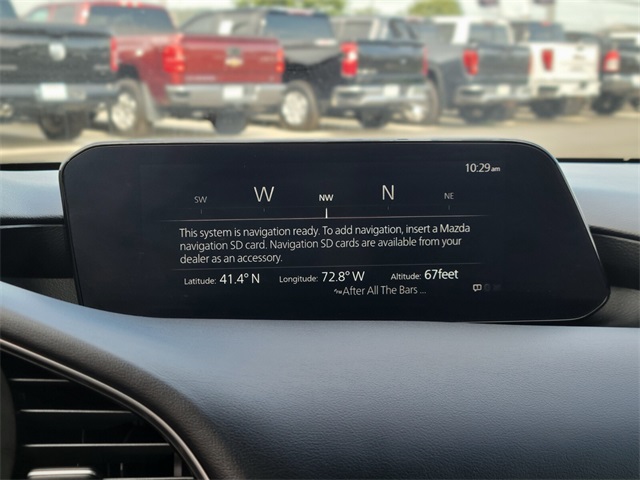 10:29am
SW W NW N NE
This system is navigation ready. To add navigation, insert a Mazda
navigation SD card. Navigation SD cards are available from your
dealer as an accessory.
Latitude: 41.4° N Longitude: 72.8° W Altitude: 67feet
After All The Bars ...